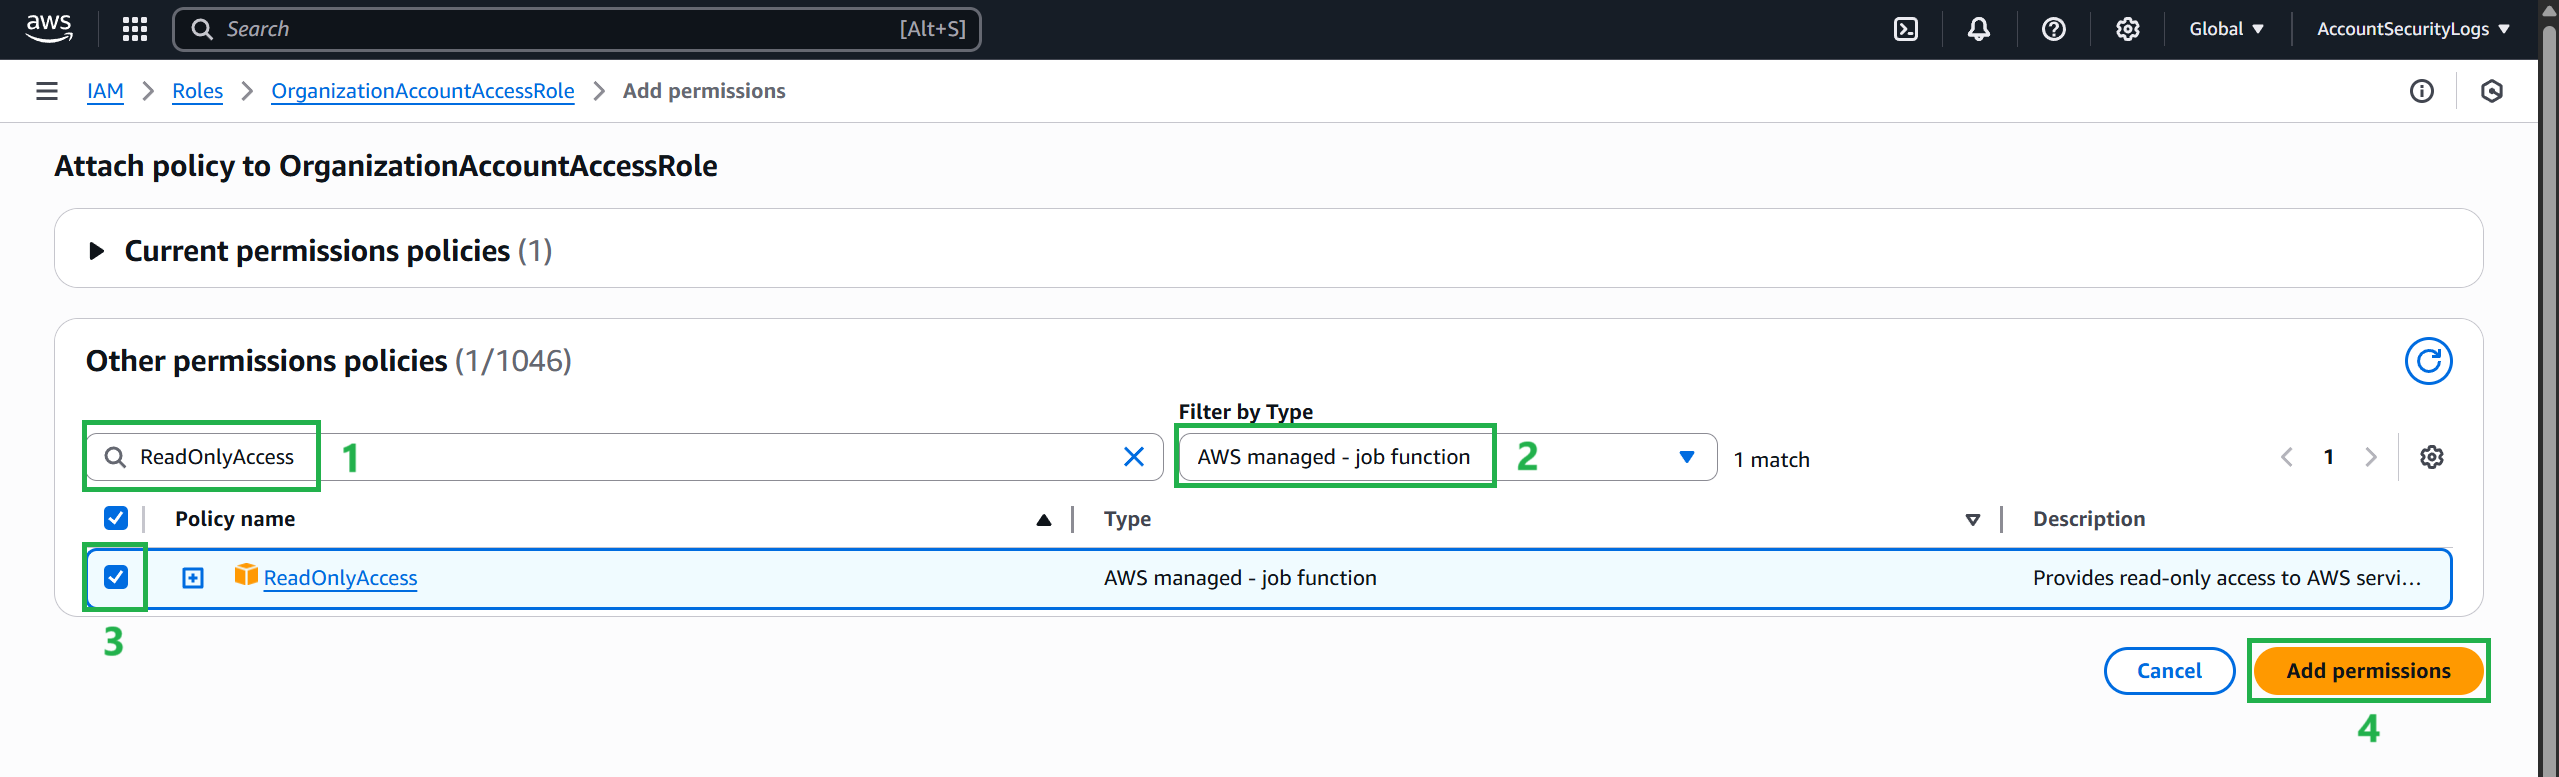 aws Search [Alt+S] Global AccountSecurityLogs
IAM Roles OrganizationAccountAccessRole Add permissions
Attach policy to OrganizationAccountAccessRole
Current permissions policies (1)
Other permissions policies (1/1046)
Filter by Type
ReadOnlyAccess 1 AWS managed - job function 2 1 match 1
Policy name Type Description
ReadOnlyAccess AWS managed - job function Provides read-only access to AWS servi...
3
Cancel Add permissions
4